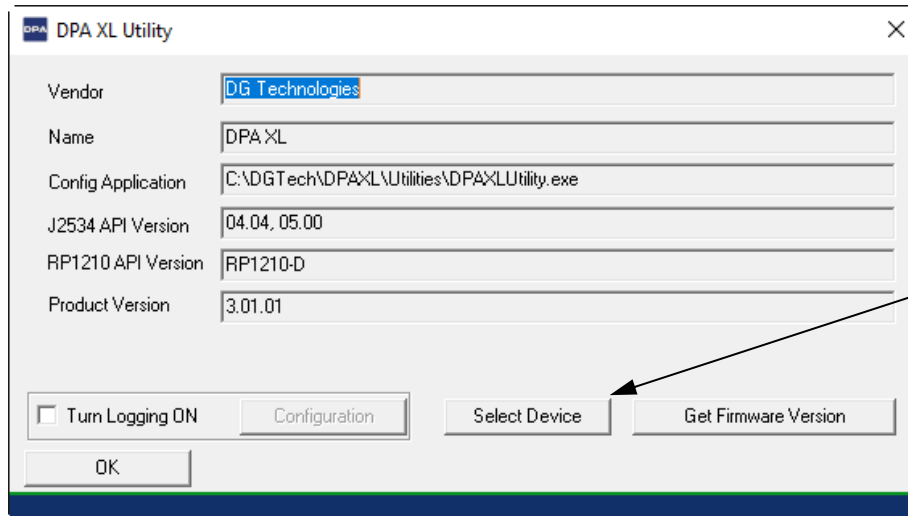 DPA DPA XL Utility
Vendor DG Technologies
Name DPA XL
Config Application C:\DGTech\DPAXL\Utilities\DPAXLUtility.exe
J2534 API Version 04.04, 05.00
RP1210 API Version RP1210-D
Product Version 3.01.01
Turn Logging ON Configuration Select Device Get Firmware Version
OK